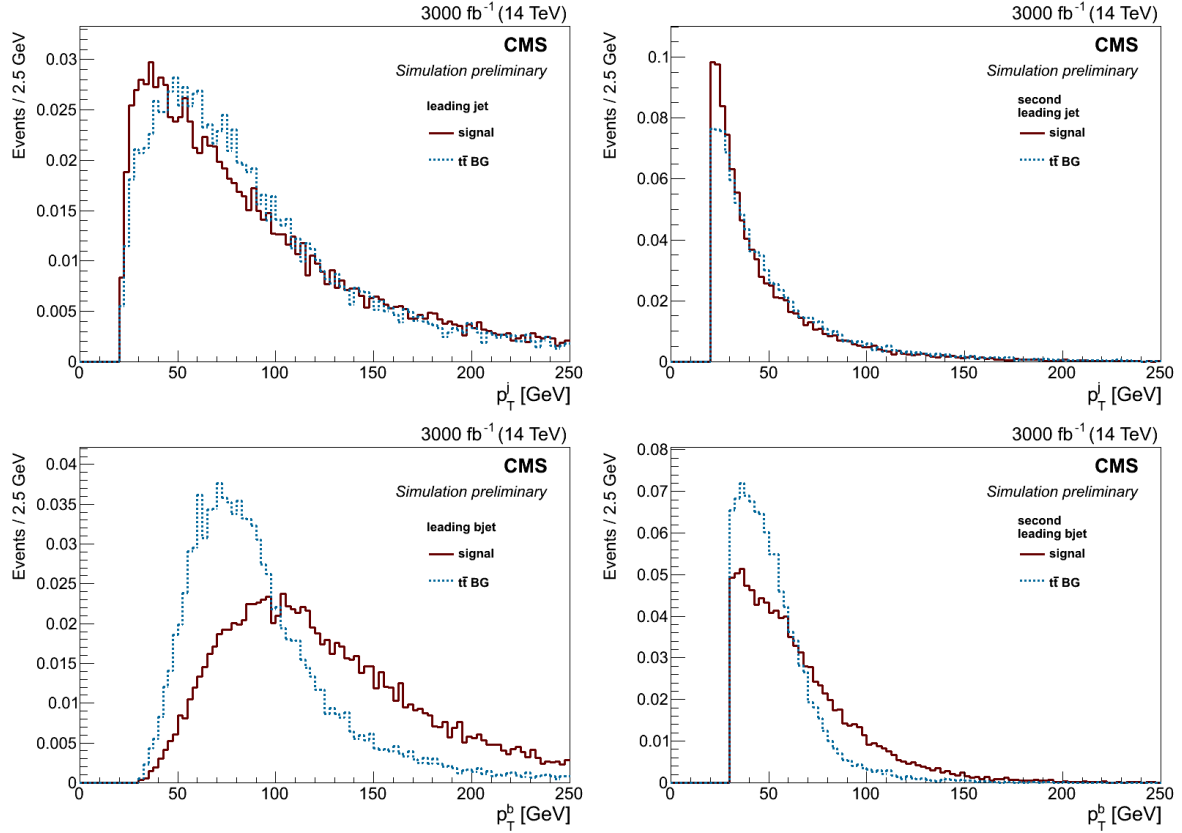 3000 fb⁻¹ (14 TeV)
CMS
Simulation preliminary
leading jet
signal
tt̅ BG
Events / 2.5 GeV
0.03
0.025
0.02
0.015
0.01
0.005
0
0 50 100 150 200 250
p_T^j [GeV]
3000 fb⁻¹ (14 TeV)
CMS
Simulation preliminary
second
leading jet
signal
tt̅ BG
Events / 2.5 GeV
0.1
0.08
0.06
0.04
0.02
0
0 50 100 150 200 250
p_T^j [GeV]
3000 fb⁻¹ (14 TeV)
CMS
Simulation preliminary
leading bjet
signal
tt̅ BG
Events / 2.5 GeV
0.04
0.035
0.03
0.025
0.02
0.015
0.01
0.005
0
0 50 100 150 200 250
p_T^b [GeV]
3000 fb⁻¹ (14 TeV)
CMS
Simulation preliminary
second
leading bjet
signal
tt̅ BG
Events / 2.5 GeV
0.08
0.07
0.06
0.05
0.04
0.03
0.02
0.01
0
0 50 100 150 200 250
p_T^b [GeV]